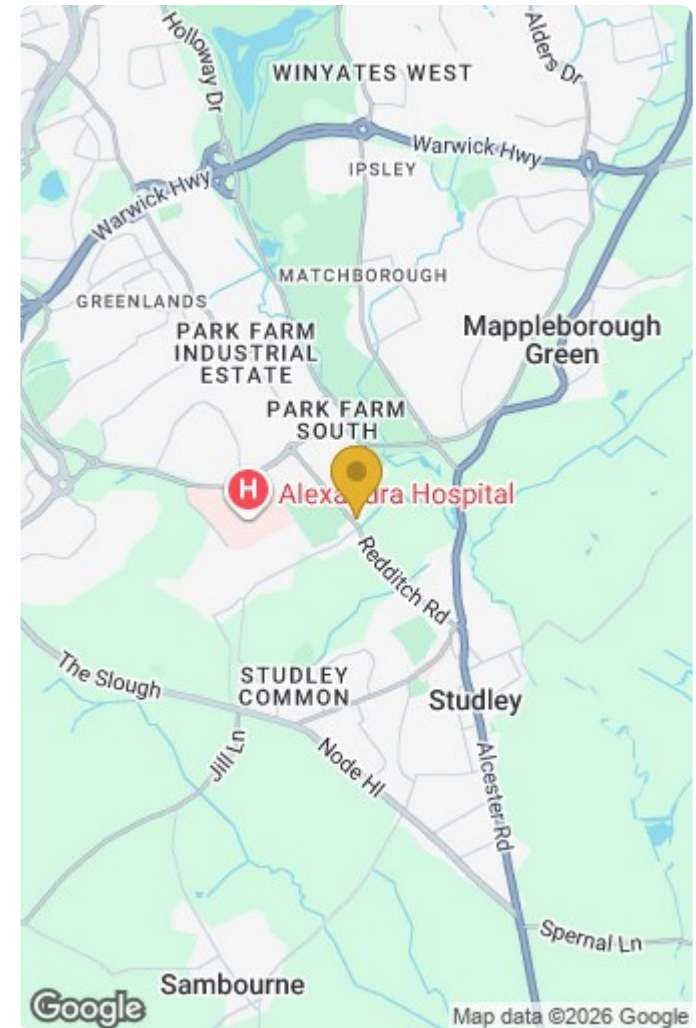 Holloway Dr
Alders Dr
WINYATES WEST
Warwick Hwy
IPSLEY
Warwick Hwy
MATCHBOROUGH
GREENLANDS
PARK FARM
INDUSTRIAL
ESTATE
Mappleborough
Green
PARK FARM
SOUTH
H
Alexandra Hospital
Redditch Rd
The Slough
STUDLEY
COMMON
Studley
Jill Ln
Node Hl
Alcester Rd
Spernal Ln
Sambourne
Google
Map data ©2026 Google